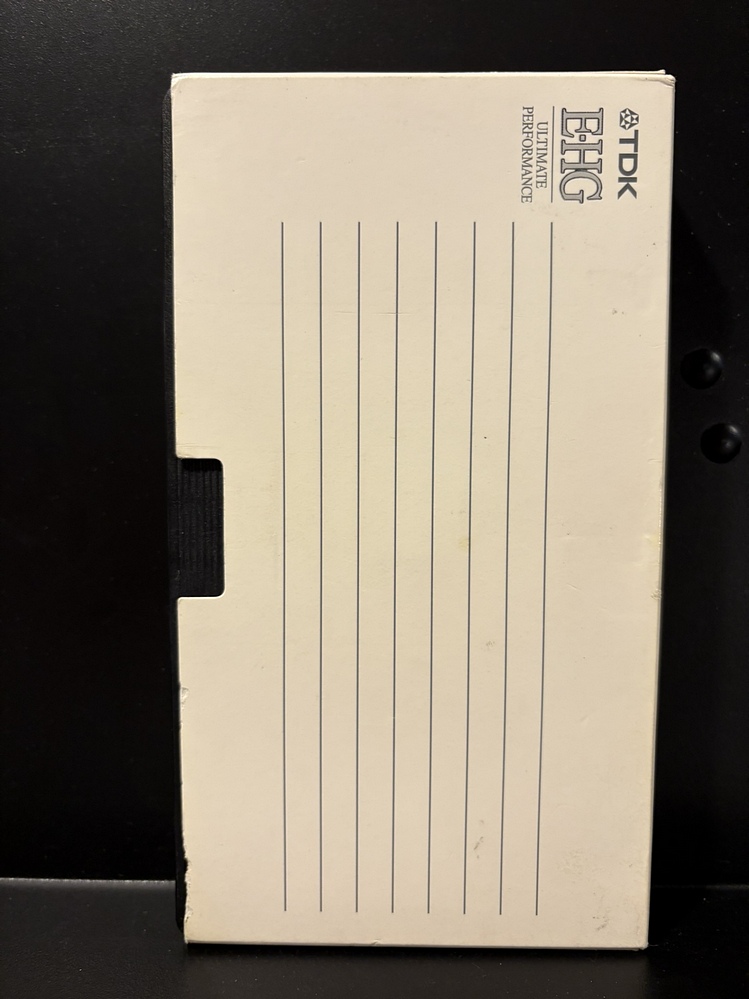 TDK
E-HG
ULTIMATE
PERFORMANCE